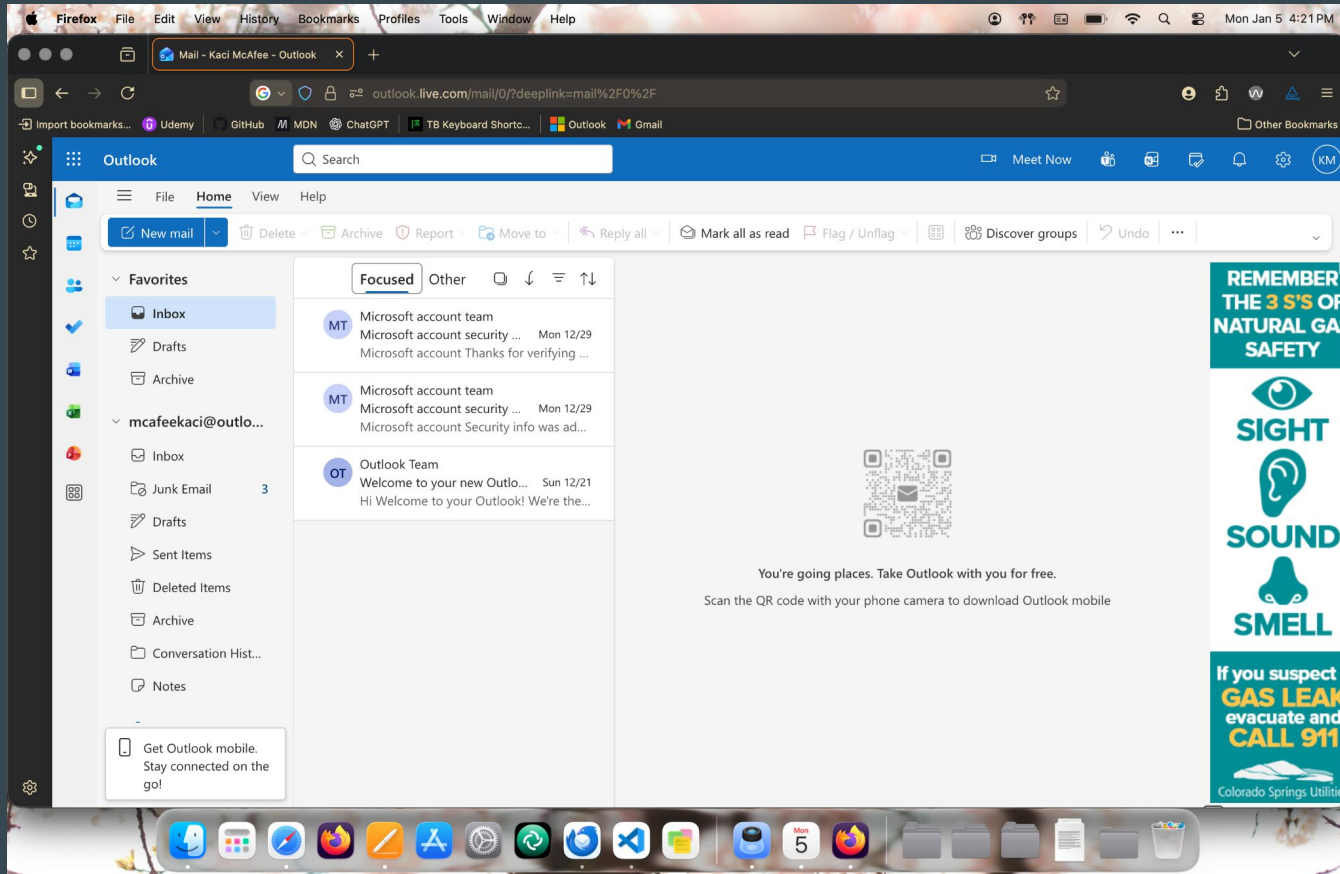 Firefox File Edit View History Bookmarks Profiles Tools Window Help Mon Jan 5 4:21 PM
Mail - Kaci McAfee - Outlook
outlook.live.com/mail/0/?deeplink=mail%2F0%2F
Import bookmarks... Udemy GitHub MDN ChatGPT TB Keyboard Shortc... Outlook Gmail Other Bookmarks
Outlook Search Meet Now KM
File Home View Help
New mail Delete Archive Report Move to Reply all Mark all as read Flag / Unflag Discover groups Undo
Favorites
Inbox
Drafts
Archive
mcafeekaci@outlo...
Inbox
Junk Email 3
Drafts
Sent Items
Deleted Items
Archive
Conversation Hist...
Notes
Get Outlook mobile.
Stay connected on the
go!
Focused Other
MT
Microsoft account team
Microsoft account security ... Mon 12/29
Microsoft account Thanks for verifying ...
MT
Microsoft account team
Microsoft account security ... Mon 12/29
Microsoft account Security info was ad...
OT
Outlook Team
Welcome to your new Outlo... Sun 12/21
Hi Welcome to your Outlook! We're the...
You're going places. Take Outlook with you for free.
Scan the QR code with your phone camera to download Outlook mobile
REMEMBER
THE 3 S'S OF
NATURAL GA
SAFETY
SIGHT
SOUND
SMELL
If you suspect
GAS LEAK
evacuate and
CALL 911
Colorado Springs Utilitie
Mon
5